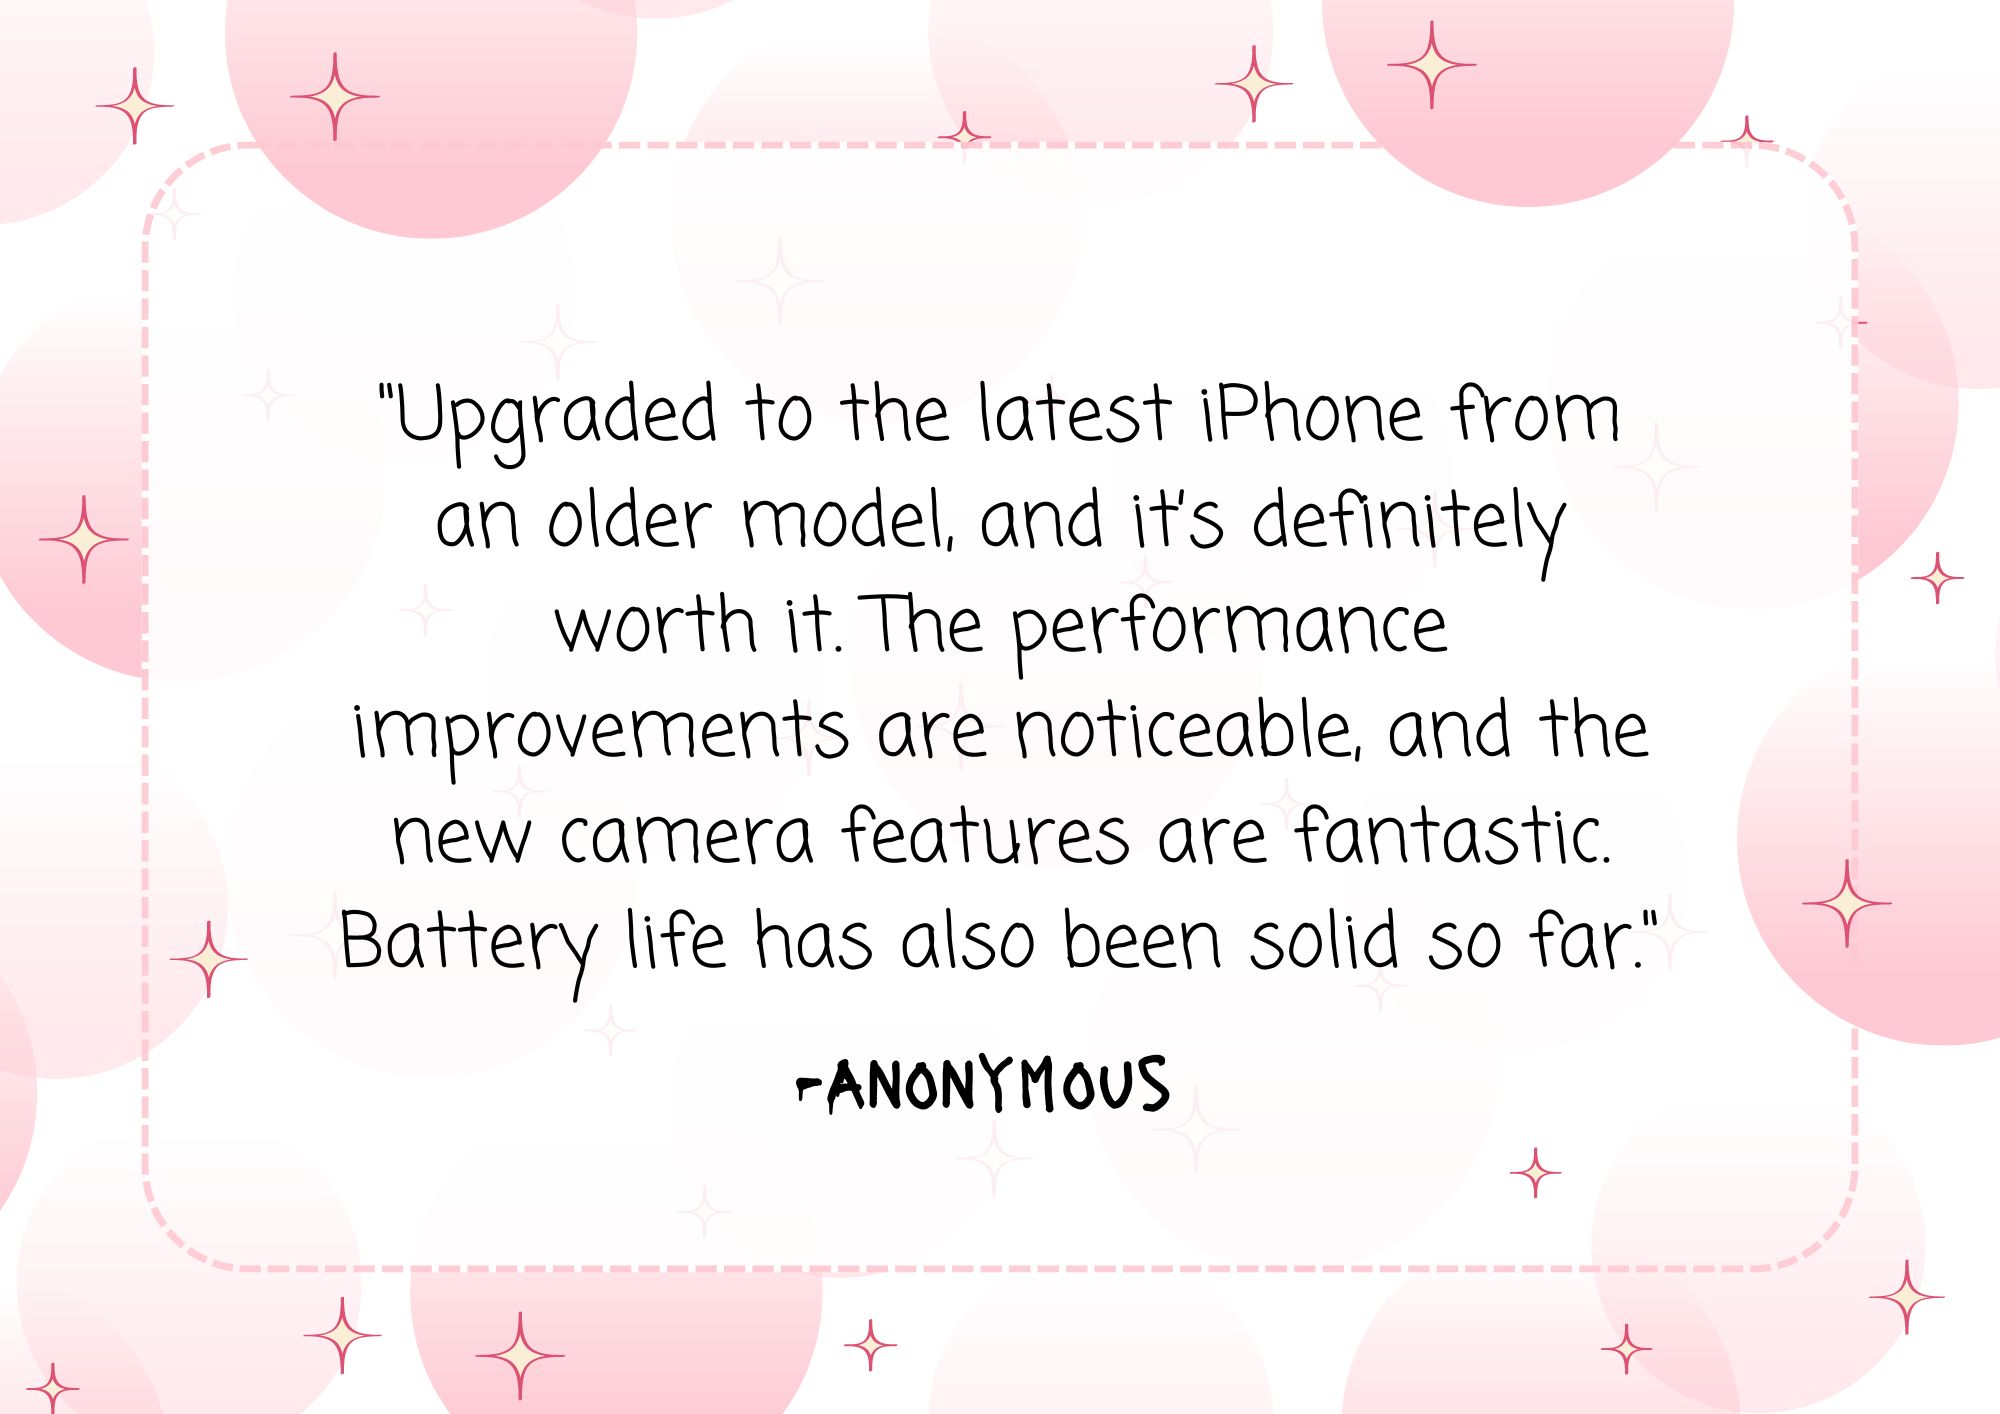 "Upgraded to the latest iPhone from
an older model, and it's definitely
worth it. The performance
improvements are noticeable, and the
new camera features are fantastic.
Battery life has also been solid so far."
-ANONYMOUS